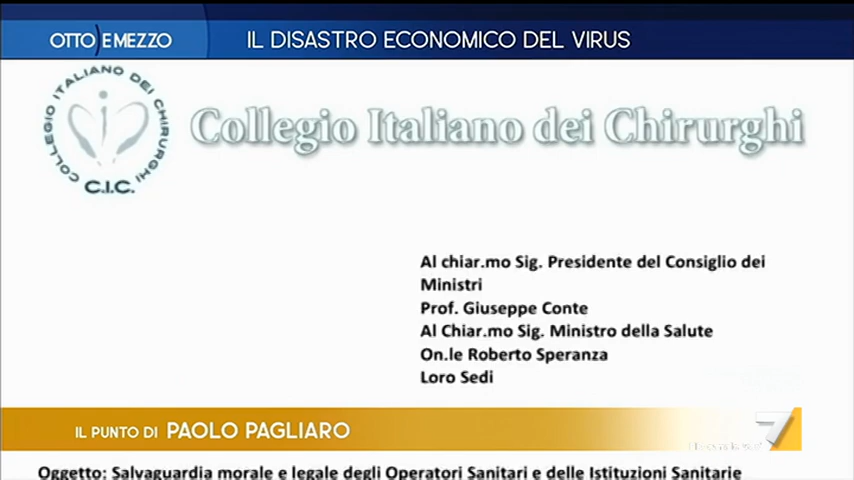 OTTO E MEZZO
IL DISASTRO ECONOMICO DEL VIRUS
COLLEGIO ITALIANO DEI CHIRURGHI
C.I.C.
Collegio Italiano dei Chirurghi
Al chiar.mo Sig. Presidente del Consiglio dei
Ministri
Prof. Giuseppe Conte
Al Chiar.mo Sig. Ministro della Salute
On.le Roberto Speranza
Loro Sedi
IL PUNTO DI PAOLO PAGLIARO
7
Oggetto: Salvaguardia morale e legale degli Operatori Sanitari e delle Istituzioni Sanitarie